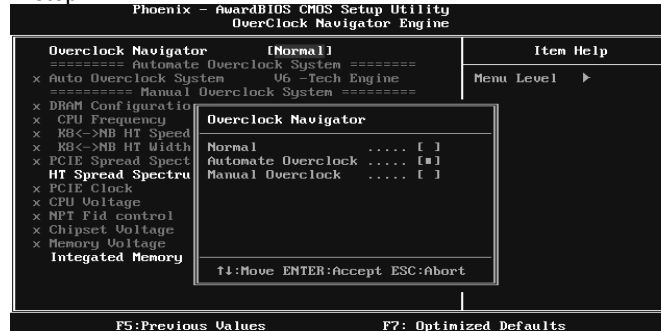 Phoenix - AwardBIOS CMOS Setup Utility
OverClock Navigator Engine
Overclock Navigator [Normal]
========= Automate Overclock System ========
x Auto Overclock System V6 -Tech Engine
========== Manual Overclock System =========
x DRAM Configuratio
x CPU Frequency
x K8<->NB HT Speed
x K8<->NB HT Width
x PCIE Spread Spect
HT Spread Spectru
x PCIE Clock
x CPU Voltage
x NPT Fid control
x Chipset Voltage
x Memory Voltage
Integated Memory
Overclock Navigator
Normal ..... [ ]
Automate Overclock ..... [■]
Manual Overclock ..... [ ]
↑↓:Move ENTER:Accept ESC:Abort
Item Help
Menu Level ▶
F5:Previous Values F7: Optimized Defaults